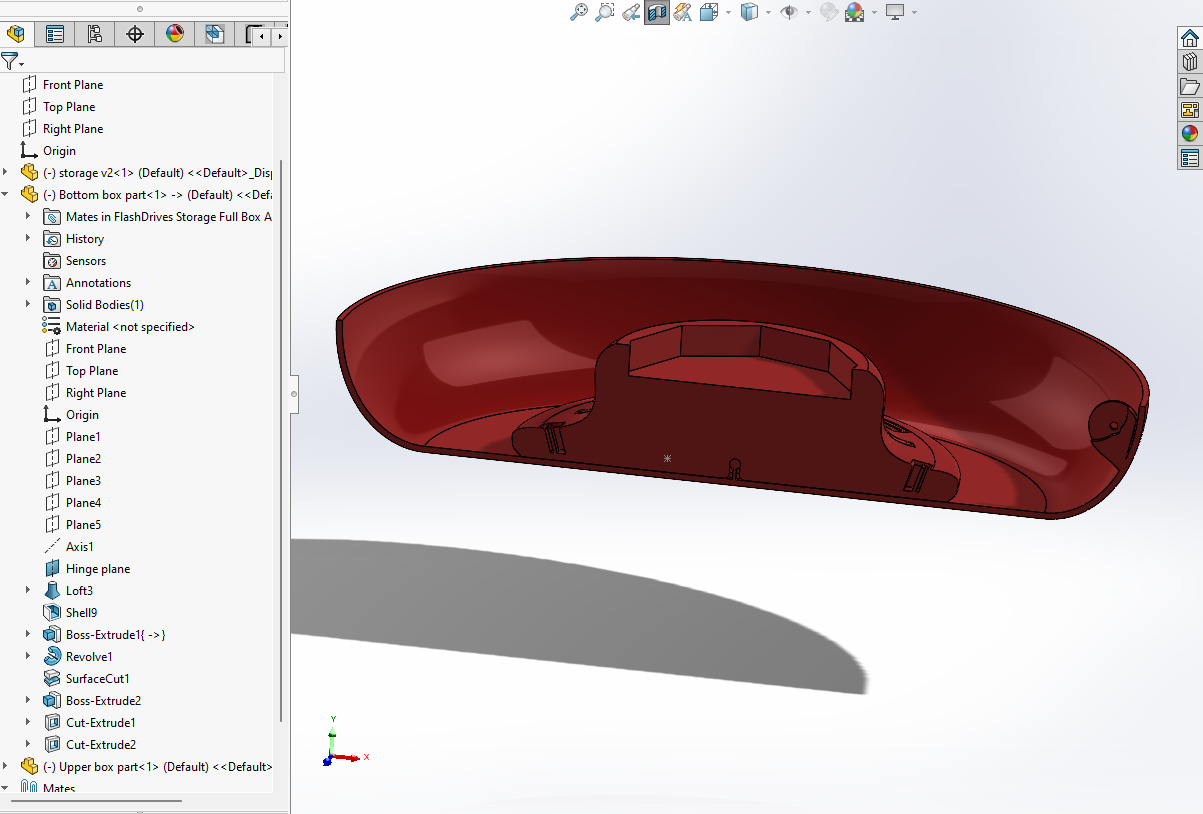 Front Plane
Top Plane
Right Plane
Origin
(-) storage v2<1> (Default) <<Default>_Disp
(-) Bottom box part<1> -> (Default) <<Defa
Mates in FlashDrives Storage Full Box A
History
Sensors
Annotations
Solid Bodies(1)
Material <not specified>
Front Plane
Top Plane
Right Plane
Origin
Plane1
Plane2
Plane3
Plane4
Plane5
Axis1
Hinge plane
Loft3
Shell9
Boss-Extrude1{ ->}
Revolve1
SurfaceCut1
Boss-Extrude2
Cut-Extrude1
Cut-Extrude2
(-) Upper box part<1> (Default) <<Default>
Mates
Y
X